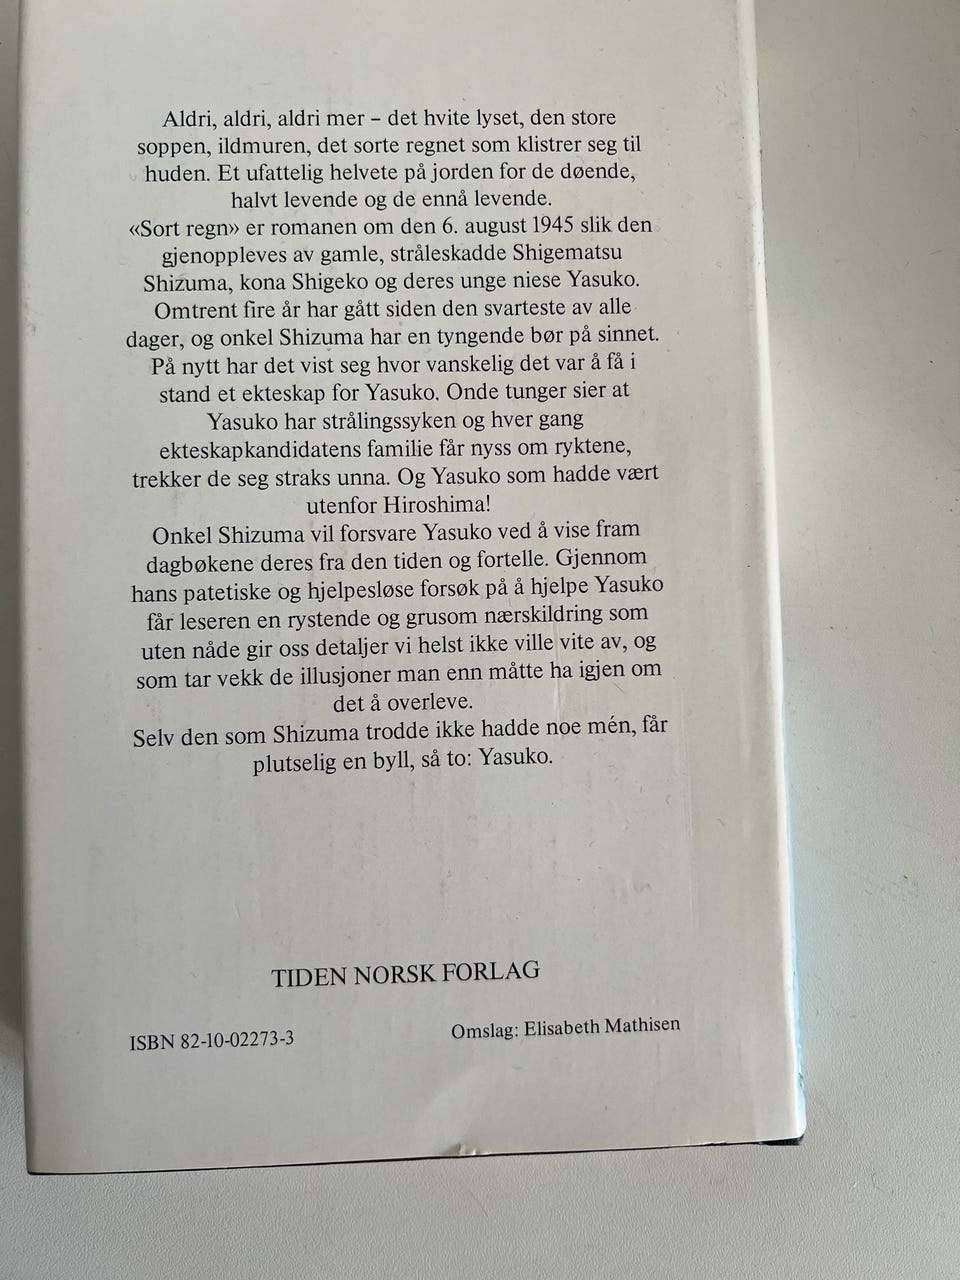 Aldri, aldri, aldri mer – det hvite lyset, den store
soppen, ildmuren, det sorte regnet som klistrer seg til
huden. Et ufattelig helvete på jorden for de døende,
halvt levende og de ennå levende.
«Sort regn» er romanen om den 6. august 1945 slik den
gjenoppleves av gamle, stråleskadde Shigematsu
Shizuma, kona Shigeko og deres unge niese Yasuko.
Omtrent fire år har gått siden den svarteste av alle
dager, og onkel Shizuma har en tyngende bør på sinnet.
På nytt har det vist seg hvor vanskelig det var å få i
stand et ekteskap for Yasuko. Onde tunger sier at
Yasuko har strålingssyken og hver gang
ekteskapkandidatens familie får nyss om ryktene,
trekker de seg straks unna. Og Yasuko som hadde vært
utenfor Hiroshima!
Onkel Shizuma vil forsvare Yasuko ved å vise fram
dagbøkene deres fra den tiden og fortelle. Gjennom
hans patetiske og hjelpesløse forsøk på å hjelpe Yasuko
får leseren en rystende og grusom nærskildring som
uten nåde gir oss detaljer vi helst ikke ville vite av, og
som tar vekk de illusjoner man enn måtte ha igjen om
det å overleve.
Selv den som Shizuma trodde ikke hadde noe mén, får
plutselig en byll, så to: Yasuko.
TIDEN NORSK FORLAG
ISBN 82-10-02273-3
Omslag: Elisabeth Mathisen